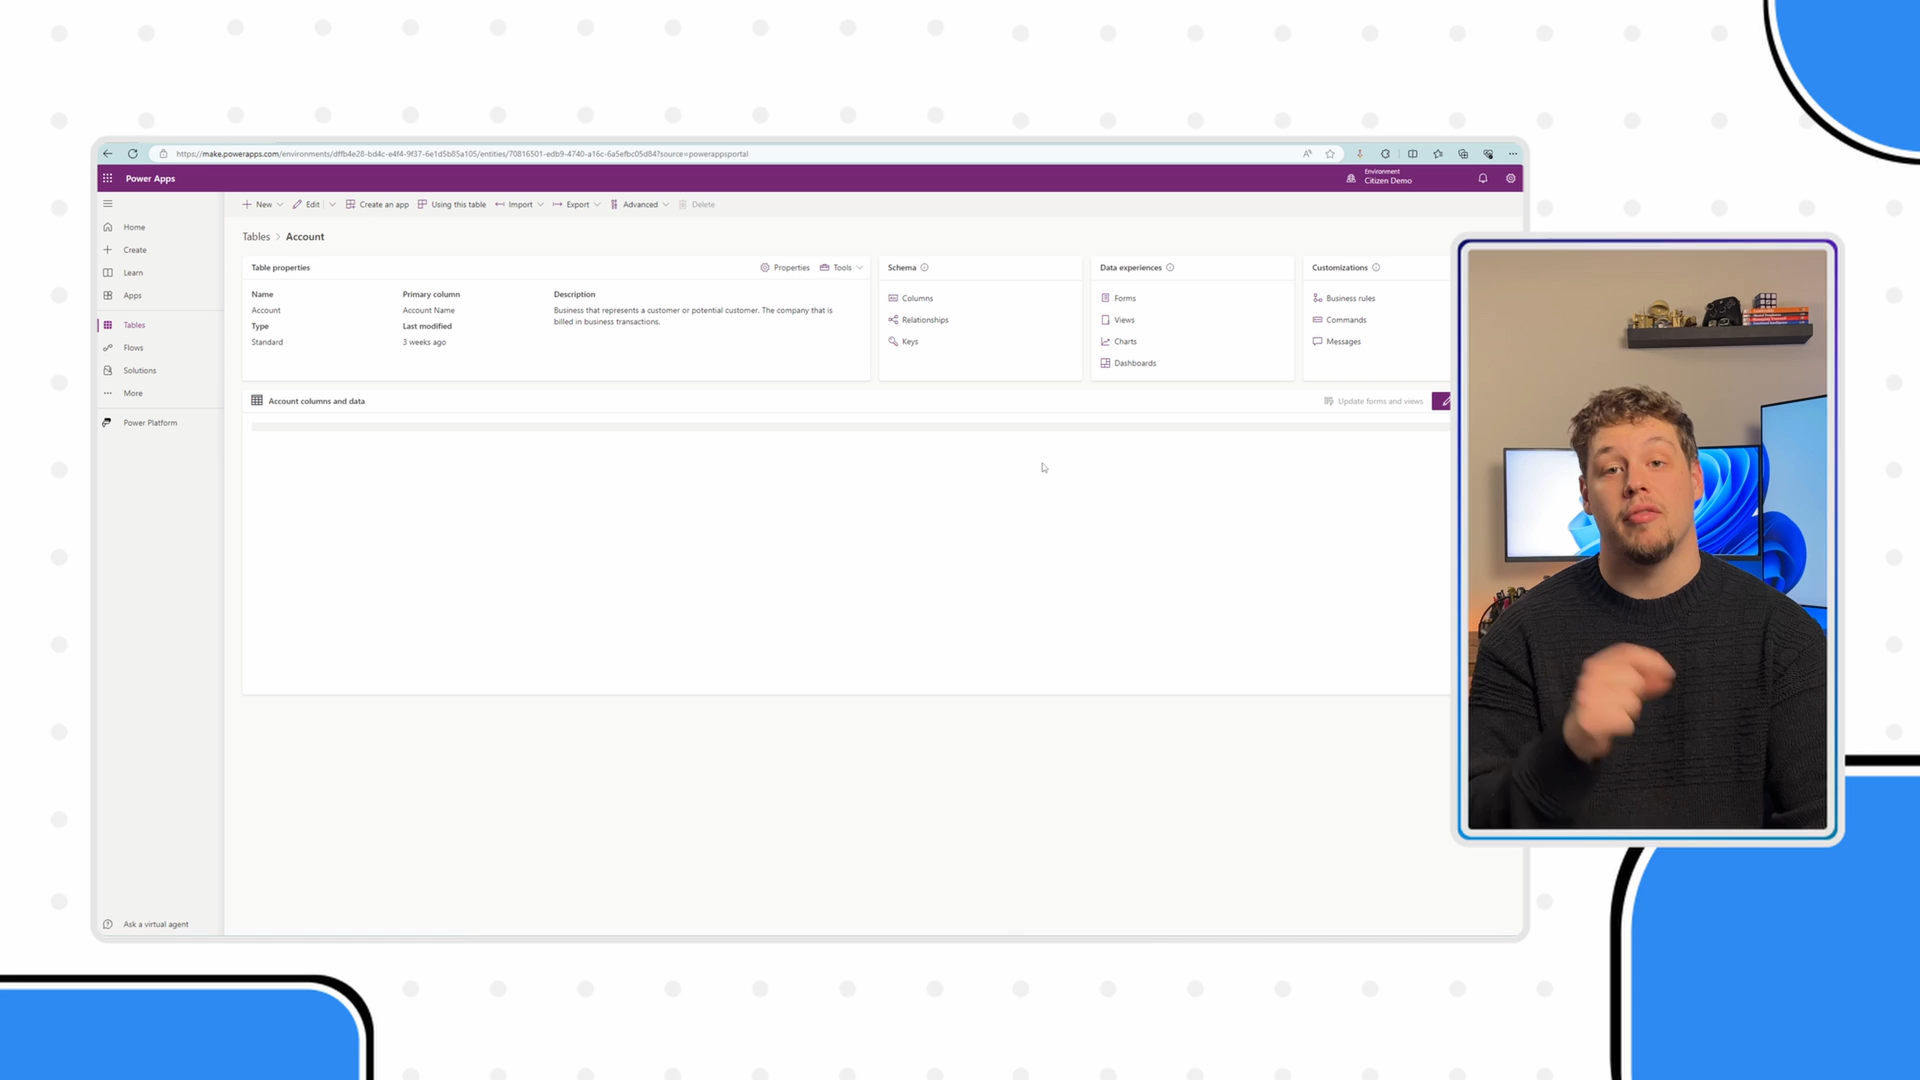 https://make.powerapps.com/environments/dffb4e28-bd4c-e4f4-9f37-6e1d5b85a105/entities/70816501-edb9-4740-a16c-6a5efbc05d84?source=powerappsportal
Power Apps
Environment
Citizen Demo
New
Edit
Create an app
Using this table
Import
Export
Advanced
Delete
Home
Create
Learn
Apps
Tables
Flows
Solutions
More
Power Platform
Ask a virtual agent
Tables > Account
Table properties
Properties
Tools
Name
Account
Type
Standard
Primary column
Account Name
Last modified
3 weeks ago
Description
Business that represents a customer or potential customer. The company that is
billed in business transactions.
Schema
Columns
Relationships
Keys
Data experiences
Forms
Views
Charts
Dashboards
Customizations
Business rules
Commands
Messages
Account columns and data
Update forms and views